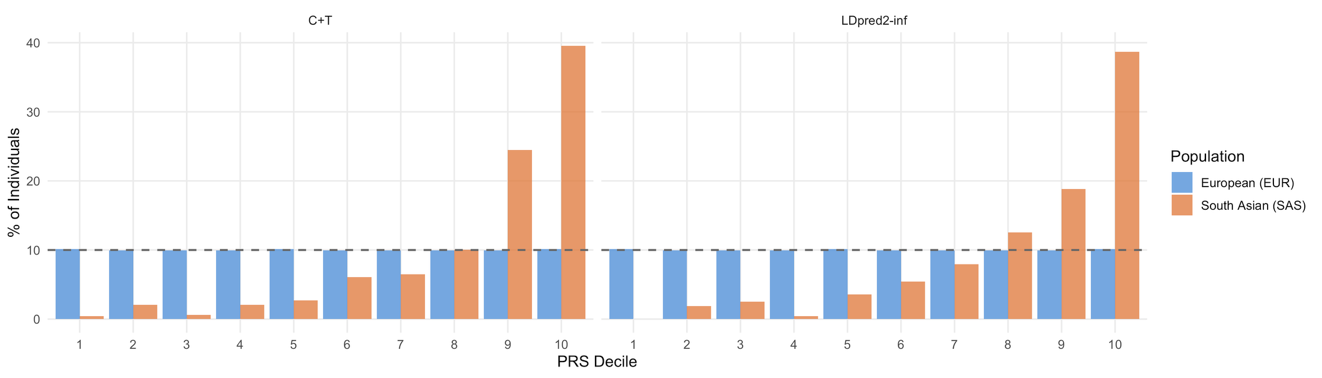 C+T
LDpred2-inf
% of Individuals
40
30
20
10
0
1 2 3 4 5 6 7 8 9 10
1 2 3 4 5 6 7 8 9 10
PRS Decile
Population
European (EUR)
South Asian (SAS)